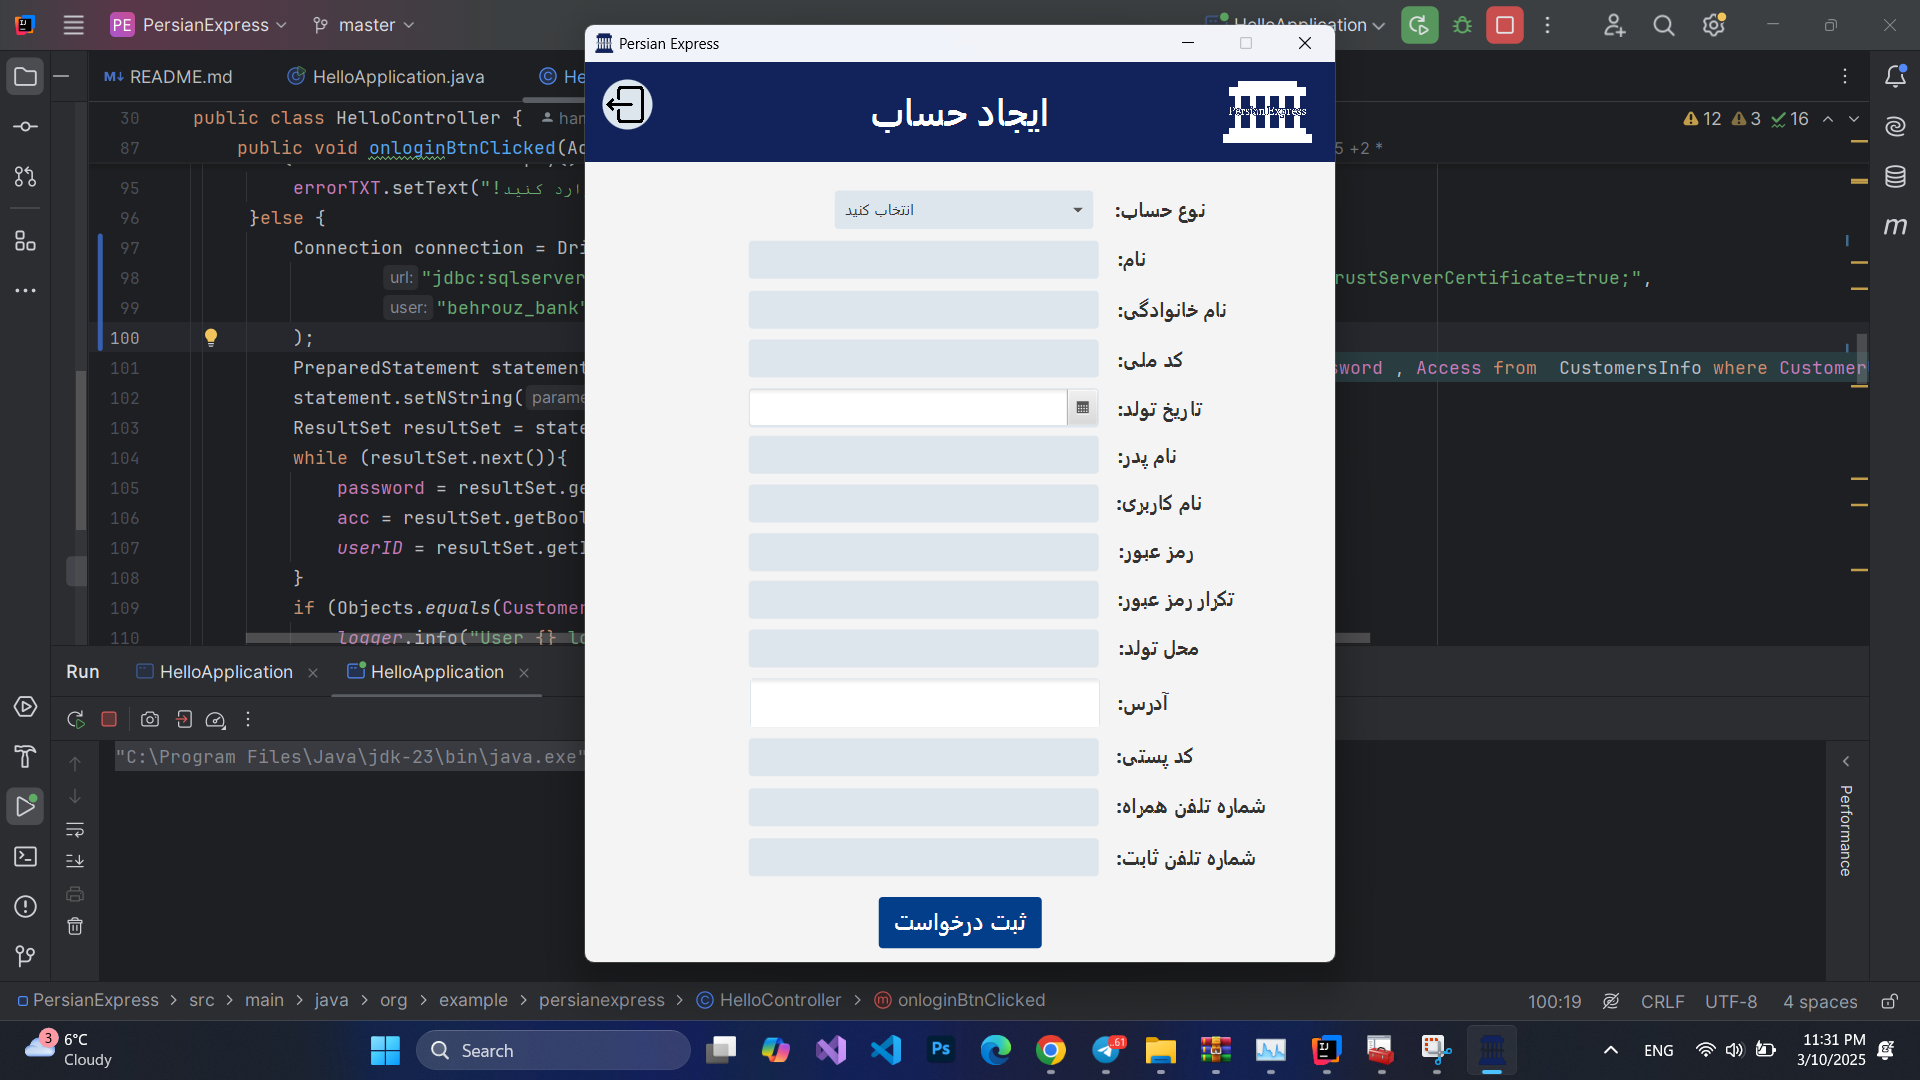 PE PersianExpress master
HelloApplication
README.md HelloApplication.java He
30 public class HelloController { han
87 public void onloginBtnClicked(Ac
5 +2 *
12 3 16
95 errorTXT.setText("!ارد کنید
96 }else {
97 Connection connection = Dri
98 url: "jdbc:sqlserver
rustServerCertificate=true;",
99 user: "behrouz_bank"
100 );
101 PreparedStatement statement
sword , Access from CustomersInfo where Customer
102 statement.setNString( parame
103 ResultSet resultSet = state
104 while (resultSet.next()){
105 password = resultSet.ge
106 acc = resultSet.getBool
107 userID = resultSet.getI
108 }
109 if (Objects.equals(Customer
110 logger.info("User {} lo
Persian Express
ایجاد حساب
Persian Express
نوع حساب:
انتخاب کنید
نام:
نام خانوادگی:
کد ملی:
تاریخ تولد:
نام پدر:
نام کاربری:
رمز عبور:
تکرار رمز عبور:
محل تولد:
آدرس:
کد پستی:
شماره تلفن همراه:
شماره تلفن ثابت:
ثبت درخواست
Run HelloApplication HelloApplication
"C:\Program Files\Java\jdk-23\bin\java.exe"
Performance
PersianExpress > src > main > java > org > example > persianexpress > HelloController > onloginBtnClicked
100:19 CRLF UTF-8 4 spaces
3 6°C
Cloudy
Search
Ps
.61
ENG
11:31 PM
3/10/2025